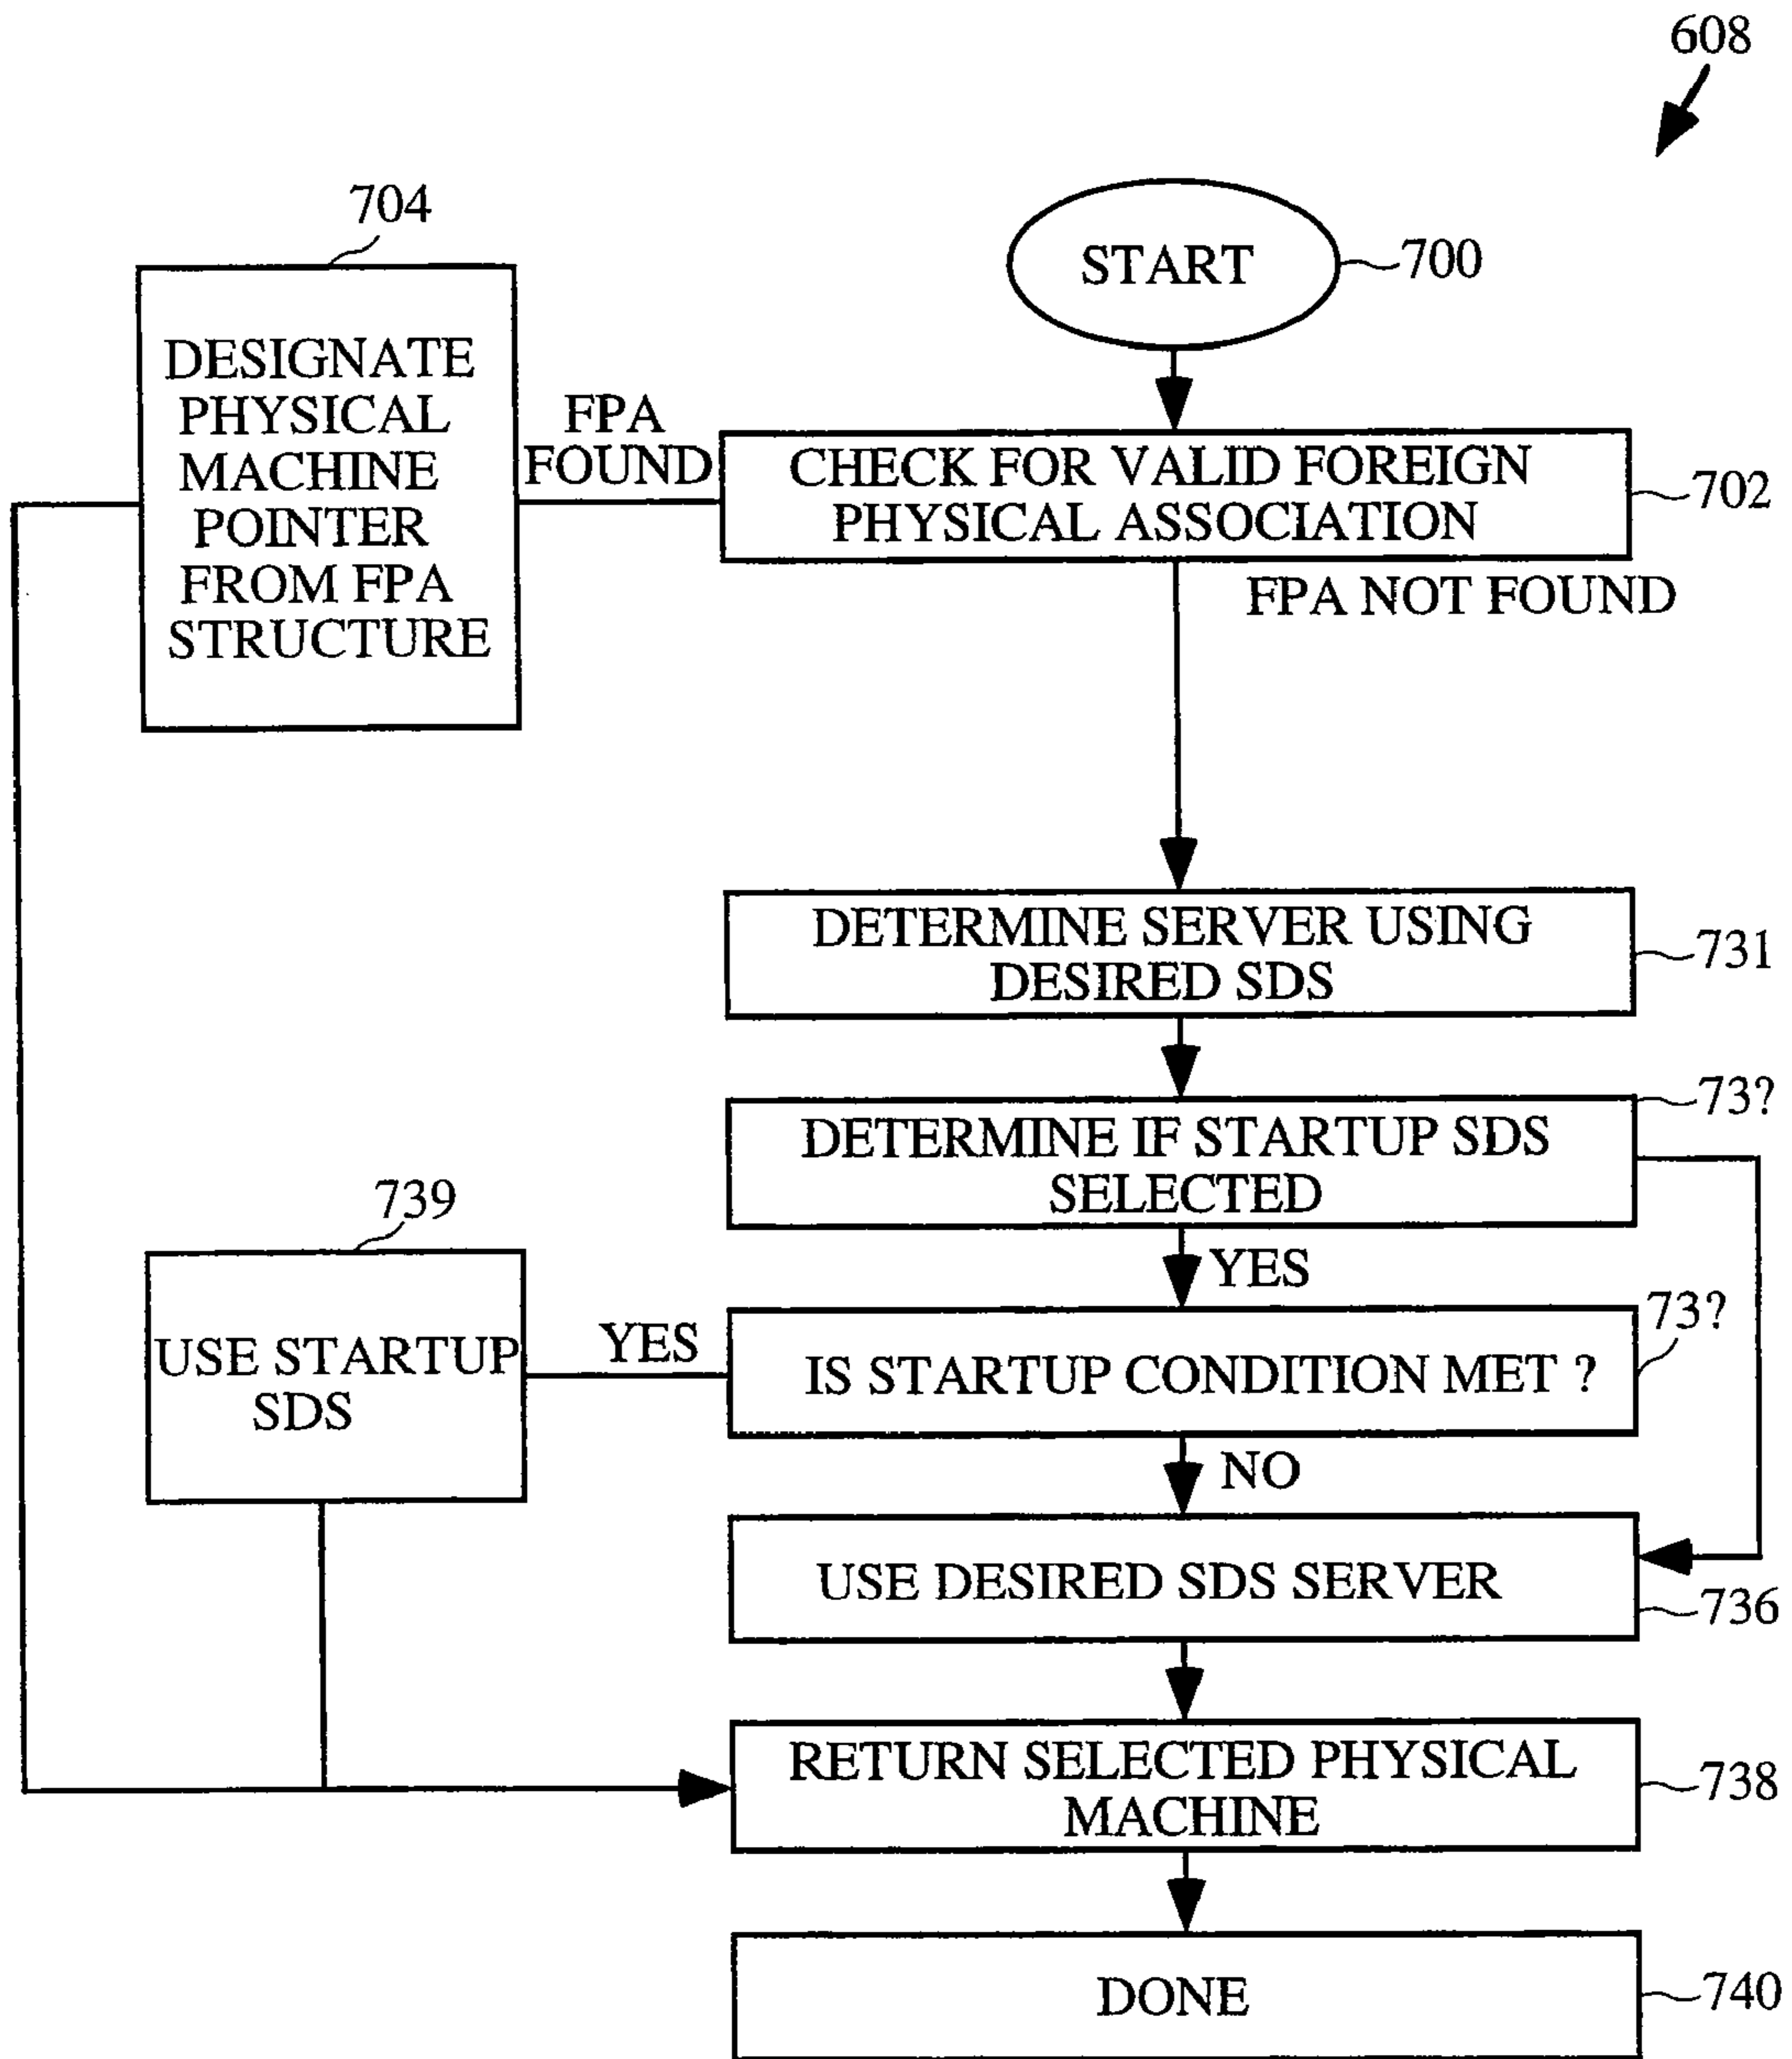 608
704
START
700
DESIGNATE
PHYSICAL
MACHINE
POINTER
FROM FPA
STRUCTURE
FPA
FOUND
CHECK FOR VALID FOREIGN
PHYSICAL ASSOCIATION
702
FPA NOT FOUND
DETERMINE SERVER USING
DESIRED SDS
731
73?
DETERMINE IF STARTUP SDS
SELECTED
739
YES
73?
USE STARTUP
SDS
YES
IS STARTUP CONDITION MET ?
NO
USE DESIRED SDS SERVER
736
RETURN SELECTED PHYSICAL
MACHINE
738
DONE
740